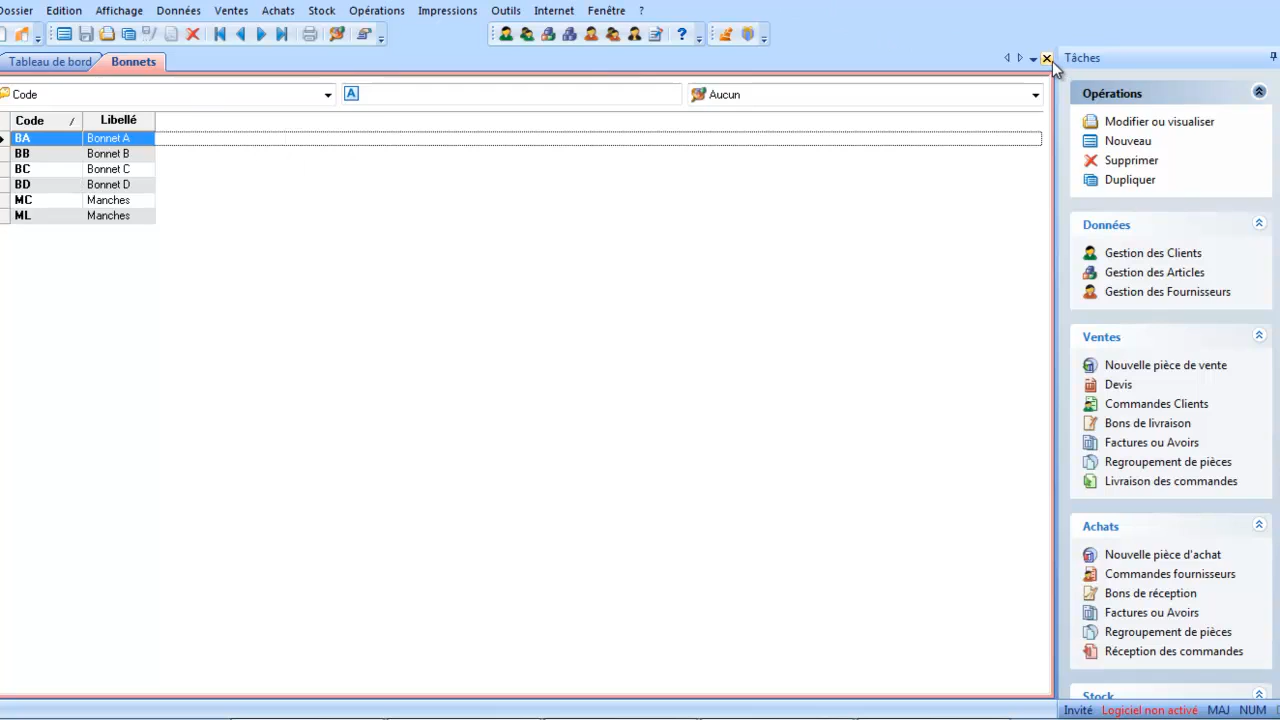 Dossier Edition Affichage Données Ventes Achats Stock Opérations Impressions Outils Internet Fenêtre ?
Tableau de bord Bonnets
Tâches
Code Aucun
Code Libellé
BA Bonnet A
BB Bonnet B
BC Bonnet C
BD Bonnet D
MC Manches
ML Manches
Opérations
Modifier ou visualiser
Nouveau
Supprimer
Dupliquer
Données
Gestion des Clients
Gestion des Articles
Gestion des Fournisseurs
Ventes
Nouvelle pièce de vente
Devis
Commandes Clients
Bons de livraison
Factures ou Avoirs
Regroupement de pièces
Livraison des commandes
Achats
Nouvelle pièce d'achat
Commandes fournisseurs
Bons de réception
Factures ou Avoirs
Regroupement de pièces
Réception des commandes
Stock
Invité Logiciel non activé MAJ NUM